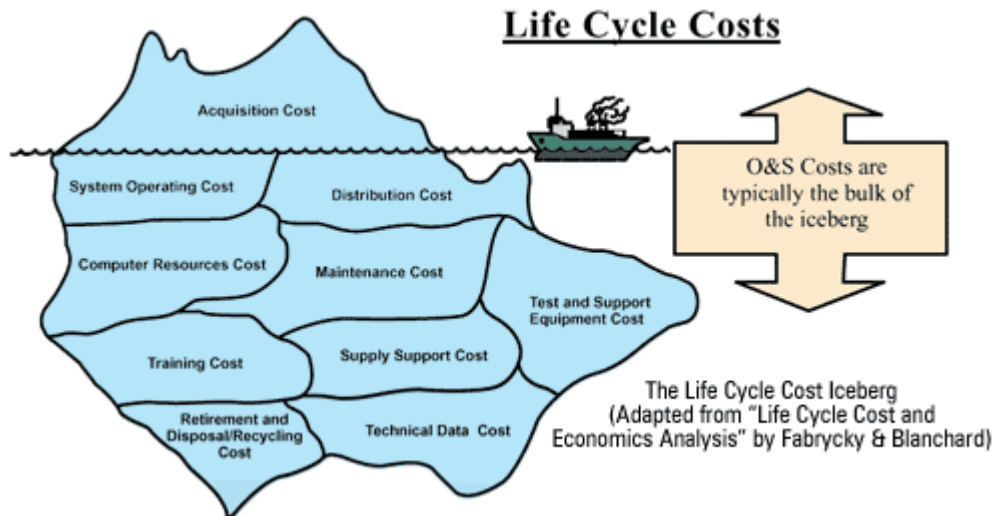 Life Cycle Costs
Acquisition Cost
System Operating Cost
Distribution Cost
O&S Costs are
typically the bulk of
the iceberg
Computer Resources Cost
Maintenance Cost
Test and Support
Equipment Cost
Training Cost
Supply Support Cost
Retirement and
Disposal/Recycling
Cost
Technical Data Cost
The Life Cycle Cost Iceberg
(Adapted from “Life Cycle Cost and
Economics Analysis” by Fabrycky & Blanchard)